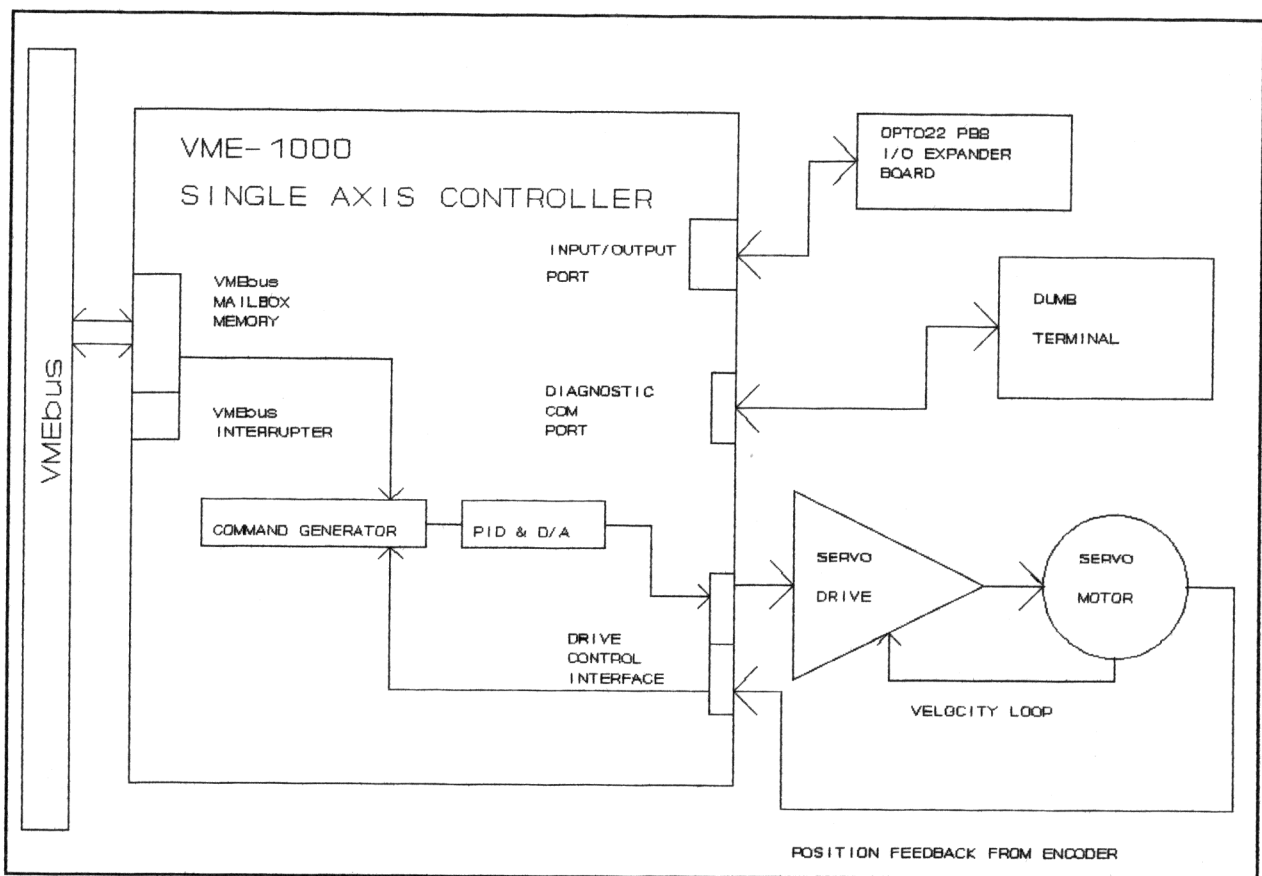 VMEbus
VME-1000
SINGLE AXIS CONTROLLER
VMEbus
MAILBOX
MEMORY
VMEbus
INTERRUPTER
INPUT/OUTPUT
PORT
DIAGNOSTIC
COM
PORT
COMMAND GENERATOR
PID & D/A
DRIVE
CONTROL
INTERFACE
OPTO22 PB8
I/O EXPANDER
BOARD
DUMB
TERMINAL
SERVO
DRIVE
SERVO
MOTOR
VELOCITY LOOP
POSITION FEEDBACK FROM ENCODER